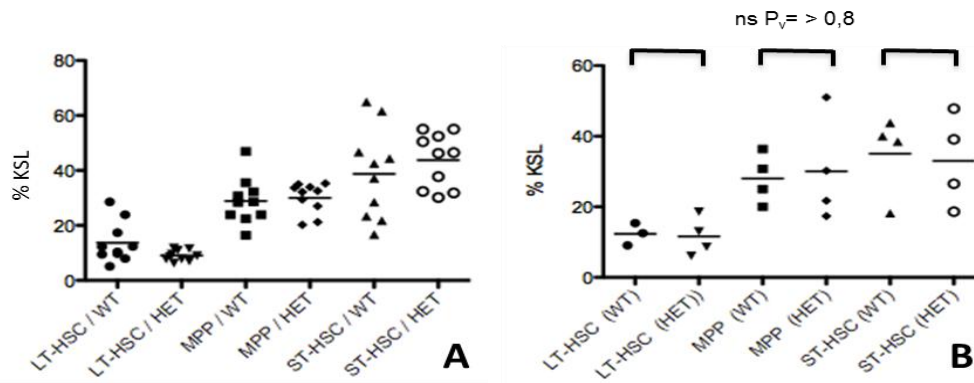 ns Pv= > 0,8
% KSL
80
60
40
20
0
LT-HSC / WT
LT-HSC / HET
MPP / WT
MPP / HET
ST-HSC / WT
ST-HSC / HET
A
% KSL
60
40
20
0
LT-HSC (WT)
LT-HSC (HET))
MPP (WT)
MPP (HET)
ST-HSC (WT)
ST-HSC (HET)
B